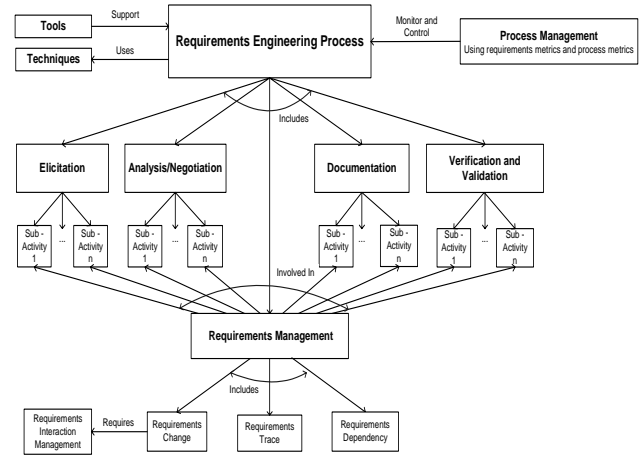 Tools
Support
Techniques
Uses
Requirements Engineering Process
Monitor and
Control
Process Management
Using requirements metrics and process metrics
Includes
Elicitation
Analysis/Negotiation
Documentation
Verification and
Validation
Sub -
Activity
1
...
Sub -
Activity
n
Sub -
Activity
1
...
Sub -
Activity
n
Sub -
Activity
1
...
Sub -
Activity
n
Sub -
Activity
1
...
Sub -
Activity
n
Involved In
Requirements Management
Includes
Requirements
Interaction
Management
Requires
Requirements
Change
Requirements
Trace
Requirements
Dependency